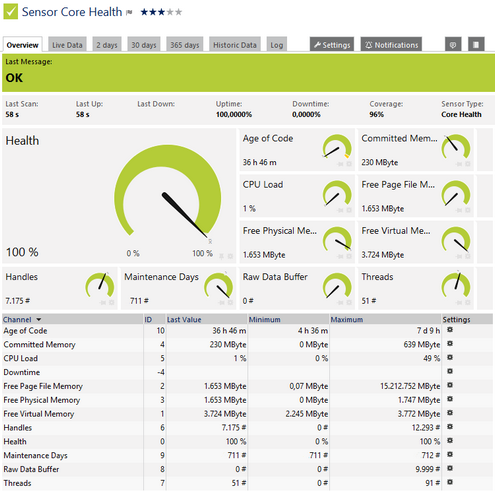 Sensor Core Health
Overview Live Data 2 days 30 days 365 days Historic Data Log Settings Notifications
Last Message:
OK
Last Scan: Last Up: Last Down: Uptime: Downtime: Coverage: Sensor Type:
58 s 58 s 100,0000% 0,0000% 96% Core Health
Health
100 %
0 % 100 %
Age of Code
36 h 46 m
Committed Mem...
230 MByte
CPU Load
1 %
Free Page File M...
1.653 MByte
Free Physical Me...
1.653 MByte
Free Virtual Me...
3.724 MByte
Handles
7.175 #
Maintenance Days
711 #
Raw Data Buffer
0 #
Threads
51 #
Channel ID Last Value Minimum Maximum Settings
Age of Code 10 36 h 46 m 4 h 36 m 7 d 9 h
Committed Memory 4 230 MByte 0 MByte 639 MByte
CPU Load 5 1 % 0 % 49 %
Downtime -4
Free Page File Memory 2 1.653 MByte 0,07 MByte 15.212.752 MByte
Free Physical Memory 3 1.653 MByte 0 MByte 1.747 MByte
Free Virtual Memory 1 3.724 MByte 2.245 MByte 3.772 MByte
Handles 6 7.175 # 0 # 12.293 #
Health 0 100 % 0 % 100 %
Maintenance Days 9 711 # 711 # 712 #
Raw Data Buffer 8 0 # 0 # 9.999 #
Threads 7 51 # 0 # 91 #